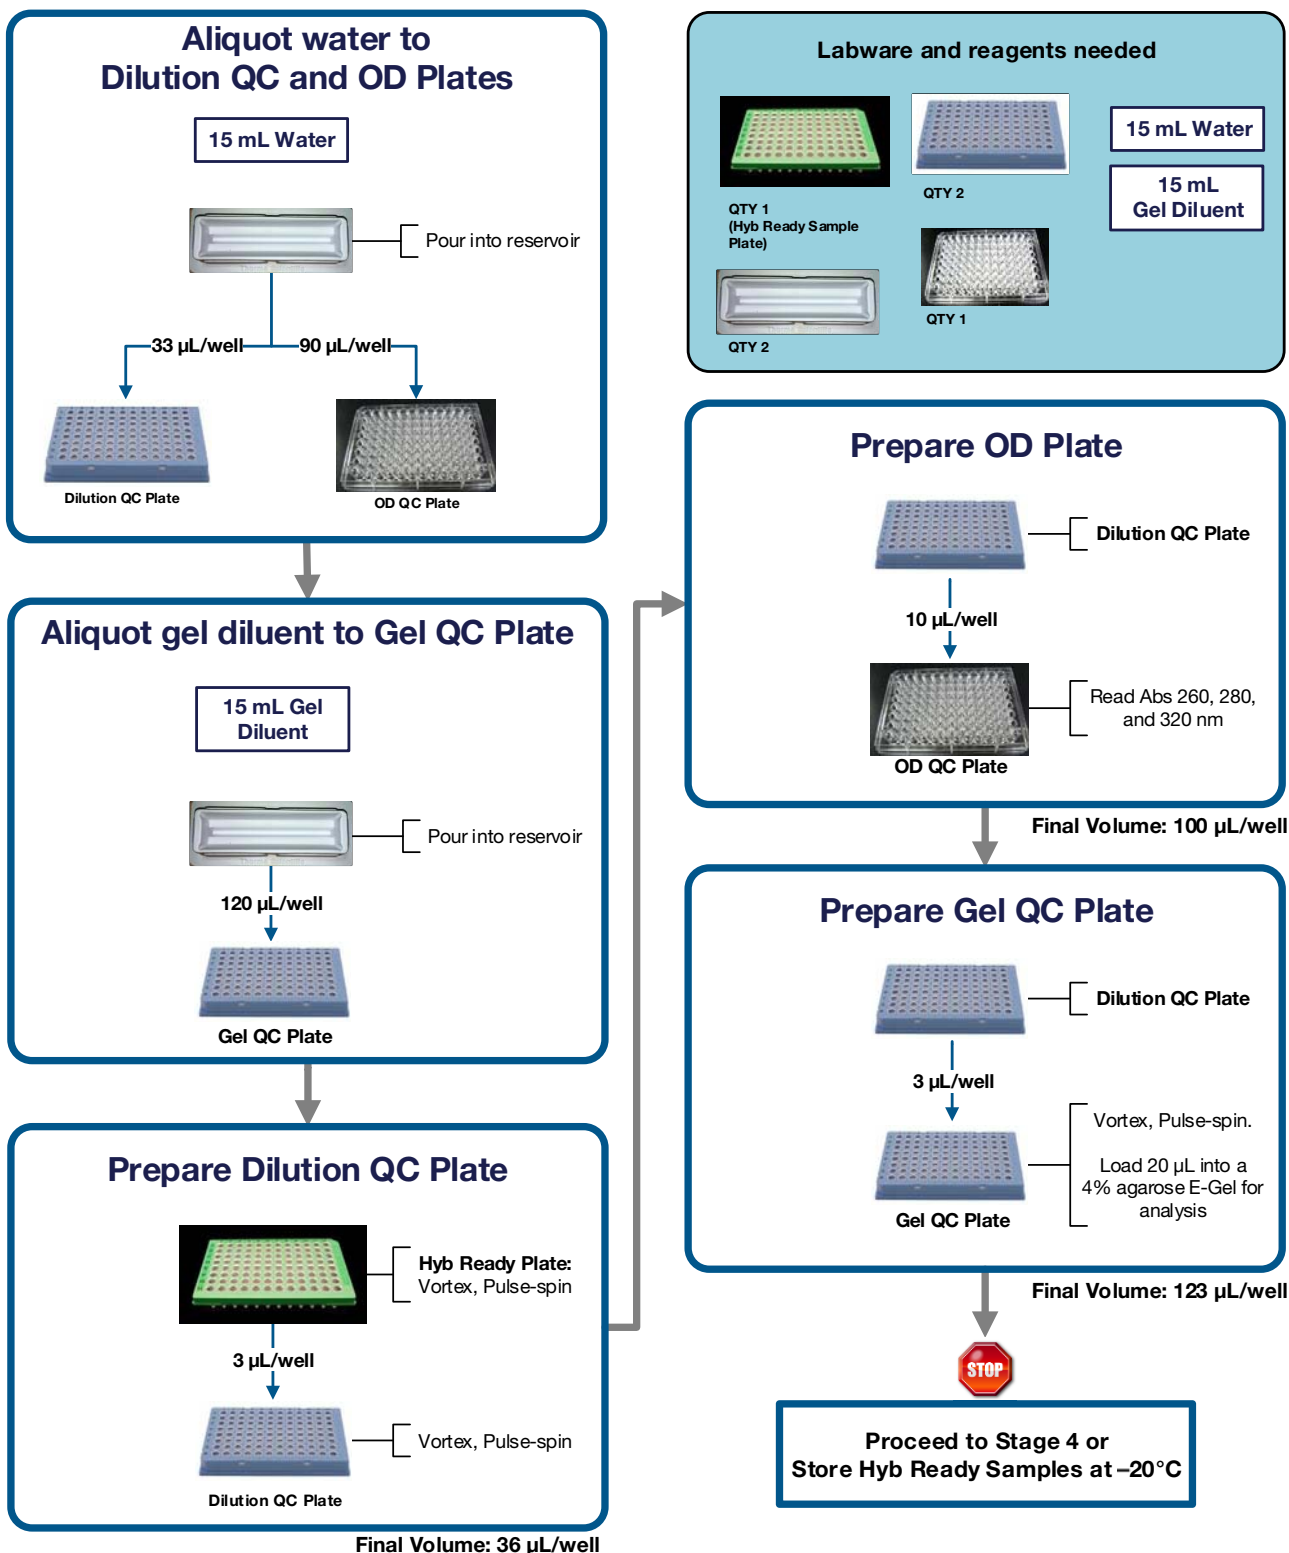 Aliquot water to
Dilution QC and OD Plates
15 mL Water
Pour into reservoir
33 µL/well
90 µL/well
Dilution QC Plate
OD QC Plate
Aliquot gel diluent to Gel QC Plate
15 mL Gel
Diluent
Pour into reservoir
120 µL/well
Gel QC Plate
Prepare Dilution QC Plate
Hyb Ready Plate:
Vortex, Pulse-spin
3 µL/well
Vortex, Pulse-spin
Dilution QC Plate
Final Volume: 36 µL/well
Labware and reagents needed
QTY 1
(Hyb Ready Sample
Plate)
QTY 2
15 mL Water
15 mL
Gel Diluent
QTY 2
QTY 1
Prepare OD Plate
Dilution QC Plate
10 µL/well
Read Abs 260, 280,
and 320 nm
OD QC Plate
Final Volume: 100 µL/well
Prepare Gel QC Plate
Dilution QC Plate
3 µL/well
Vortex, Pulse-spin.
Load 20 µL into a
4% agarose E-Gel for
analysis
Gel QC Plate
Final Volume: 123 µL/well
STOP
Proceed to Stage 4 or
Store Hyb Ready Samples at –20°C